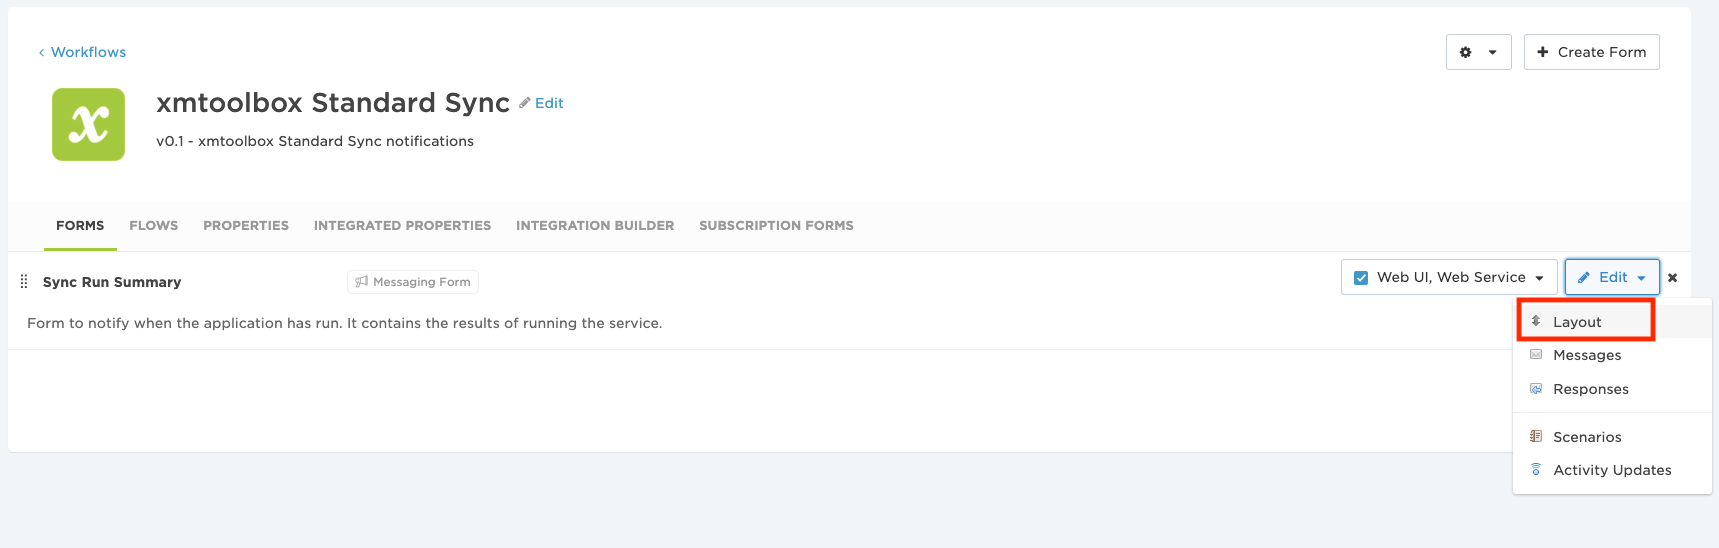 ‹ Workflows
+ Create Form
xmtoolbox Standard Sync Edit
v0.1 - xmtoolbox Standard Sync notifications
FORMS FLOWS PROPERTIES INTEGRATED PROPERTIES INTEGRATION BUILDER SUBSCRIPTION FORMS
Sync Run Summary Messaging Form Web UI, Web Service Edit
Form to notify when the application has run. It contains the results of running the service.
Layout
Messages
Responses
Scenarios
Activity Updates